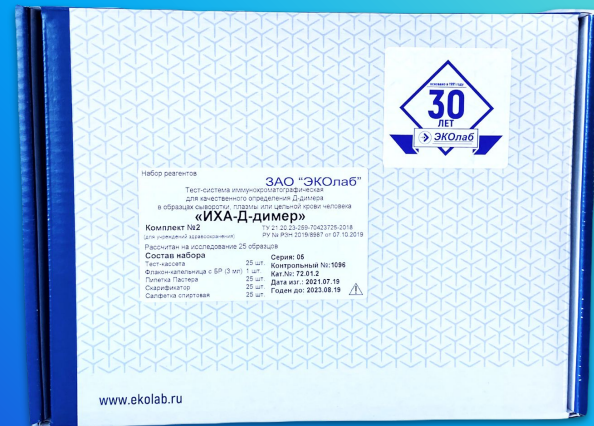 основано в 1991 году
30
ЛЕТ
ЭКОлаб
Набор реагентов
ЗАО "ЭКОлаб"
Тест-система иммунохроматографическая
для качественного определения Д-димера
в образцах сыворотки, плазмы или цельной крови человека
«ИХА-Д-димер»
Комплект №2
(для учреждений здравоохранения)
ТУ 21.20.23-259-70423725-2018
РУ № РЗН 2019/8987 от 07.10.2019
Рассчитан на исследование 25 образцов
Состав набора
Тест-кассета 25 шт.
Флакон-капельница с БР (3 мл) 1 шт.
Пипетка Пастера 25 шт.
Скарификатор 25 шт.
Салфетка спиртовая 25 шт.
Серия: 05
Контрольный №:1096
Кат.№: 72.01.2
Дата изг.: 2021.07.19
Годен до: 2023.08.19
www.ekolab.ru